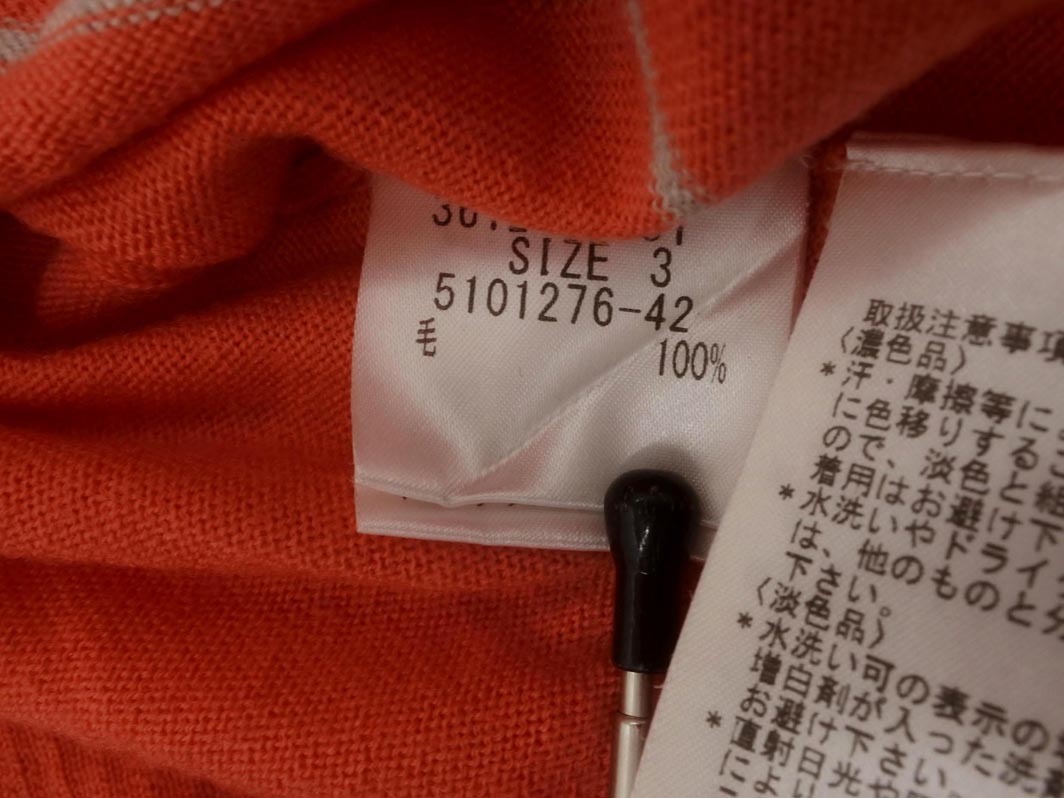 SIZE 3
5101276-42
毛 100%
取扱注意事項
〈濃色品〉
*汗・摩擦等に
に色移りする
ので、淡色と
着用はお避け下
*水洗いやドライ
は、他のものと
下さい。
〈淡色品〉
*水洗い可の表示の
増白剤が入った洗
お避け下さい
*直射日光や